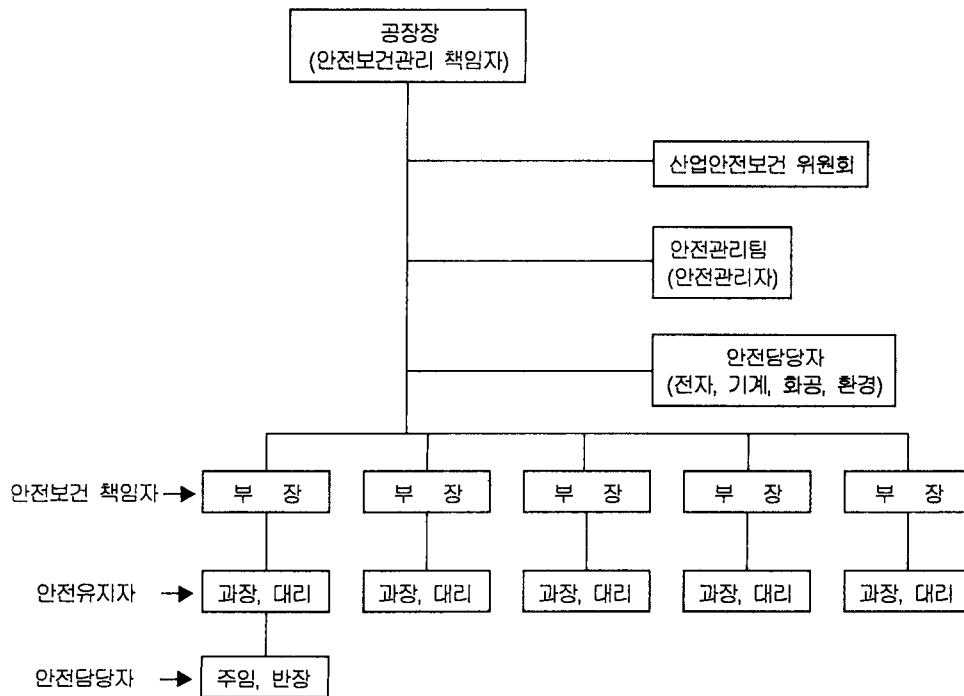 공장장
(안전보건관리 책임자)
산업안전보건 위원회
안전관리팀
(안전관리자)
안전담당자
(전자, 기계, 화공, 환경)
안전보건 책임자 → 부 장 부 장 부 장 부 장 부 장
안전유지자 → 과장, 대리 과장, 대리 과장, 대리 과장, 대리 과장, 대리
안전담당자 → 주임, 반장